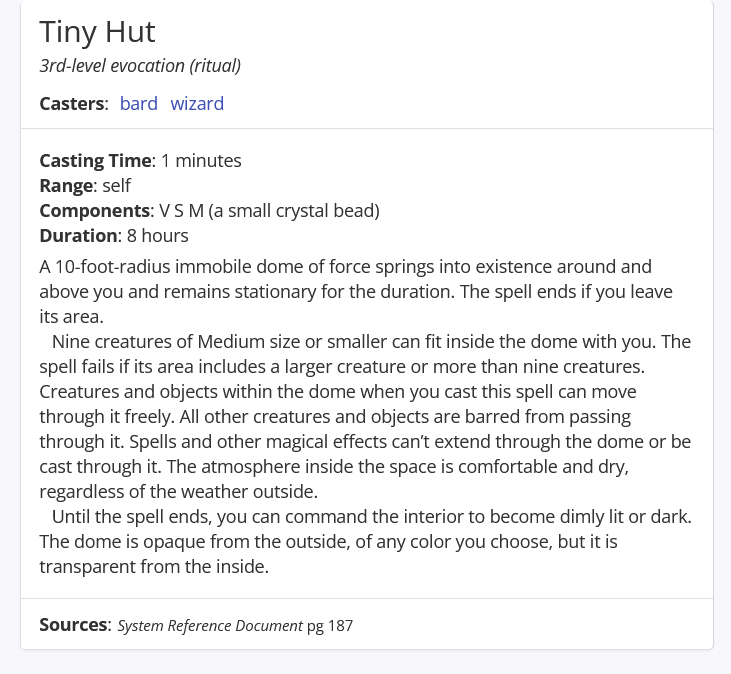 Tiny Hut
3rd-level evocation (ritual)
Casters: bard wizard
Casting Time: 1 minutes
Range: self
Components: V S M (a small crystal bead)
Duration: 8 hours
A 10-foot-radius immobile dome of force springs into existence around and
above you and remains stationary for the duration. The spell ends if you leave
its area.
Nine creatures of Medium size or smaller can fit inside the dome with you. The
spell fails if its area includes a larger creature or more than nine creatures.
Creatures and objects within the dome when you cast this spell can move
through it freely. All other creatures and objects are barred from passing
through it. Spells and other magical effects can’t extend through the dome or be
cast through it. The atmosphere inside the space is comfortable and dry,
regardless of the weather outside.
Until the spell ends, you can command the interior to become dimly lit or dark.
The dome is opaque from the outside, of any color you choose, but it is
transparent from the inside.
Sources: System Reference Document pg 187